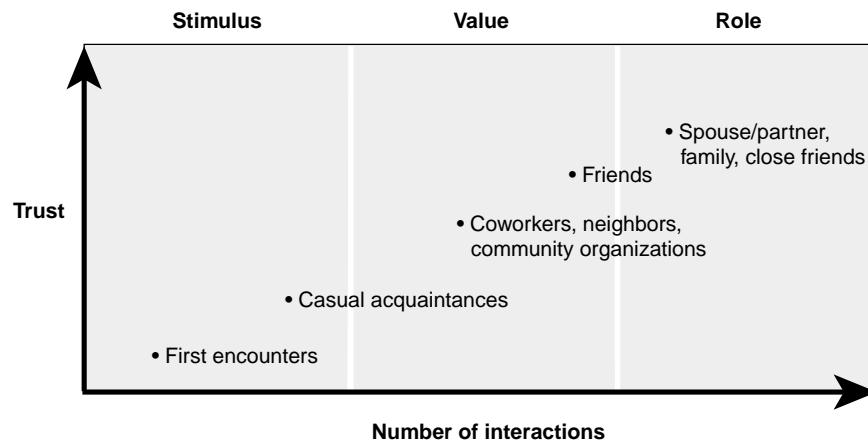 Stimulus Value Role
• Spouse/partner,
family, close friends
• Friends
Trust
• Coworkers, neighbors,
community organizations
• Casual acquaintances
• First encounters
Number of interactions